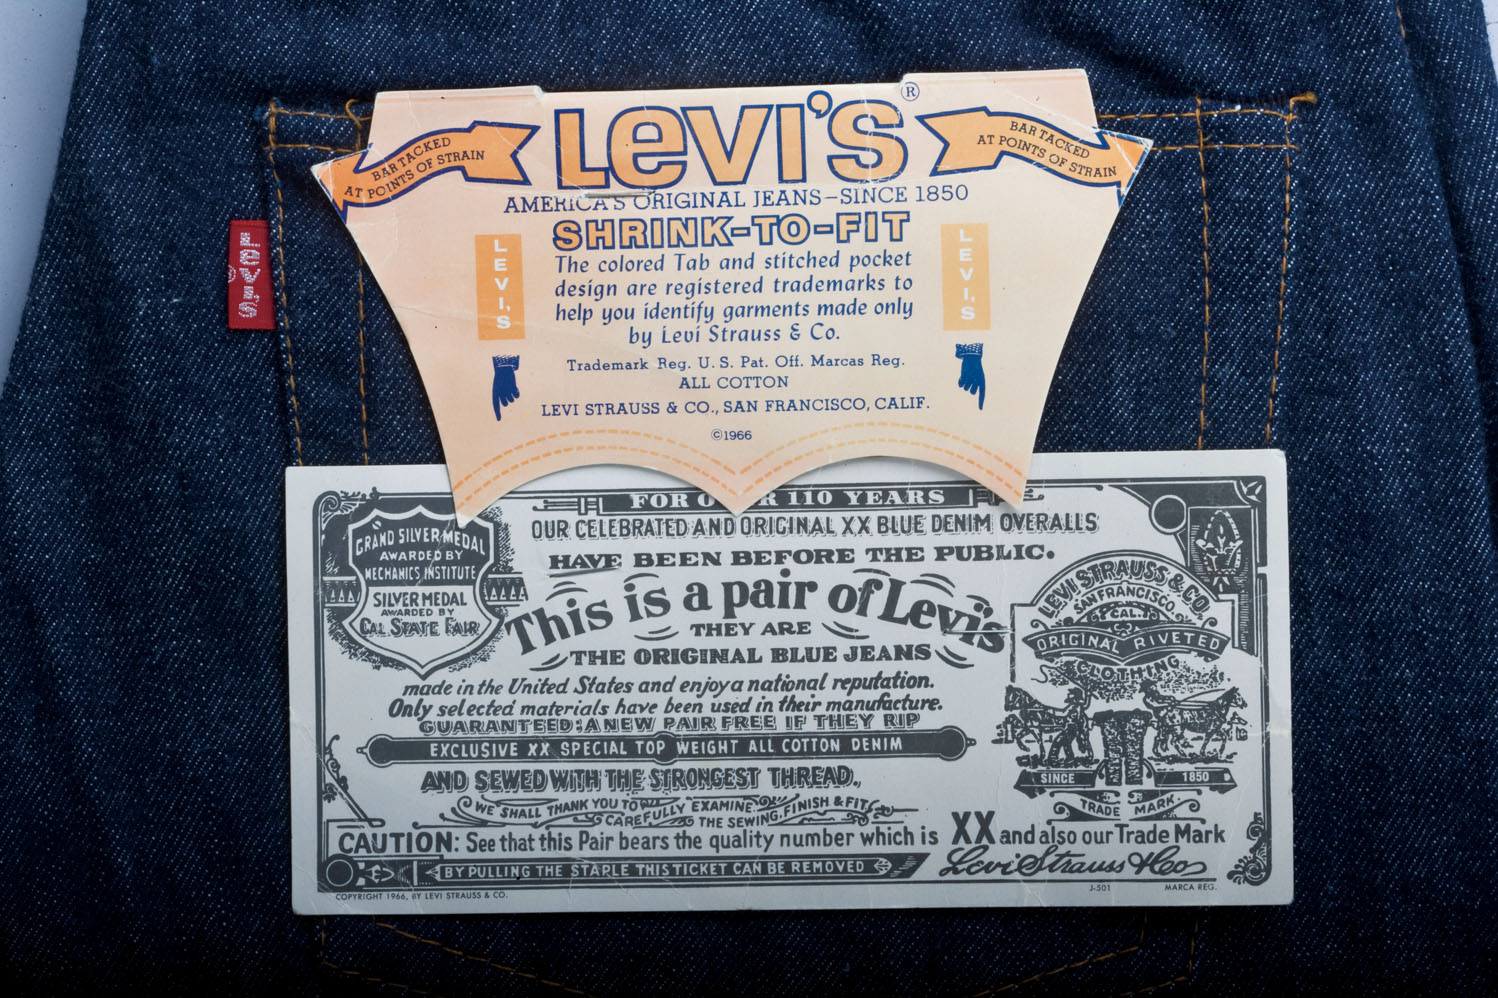 LEVI'S®
BAR TACKED
AT POINTS OF STRAIN
BAR TACKED
AT POINTS OF STRAIN
AMERICA'S ORIGINAL JEANS-SINCE 1850
SHRINK-TO-FIT
LEVI'S
LEVI'S
LEVI'S
The colored Tab and stitched pocket
design are registered trademarks to
help you identify garments made only
by Levi Strauss & Co.
Trademark Reg. U. S. Pat. Off. Marcas Reg.
ALL COTTON
LEVI STRAUSS & CO., SAN FRANCISCO, CALIF.
©1966
FOR O R 110 YEARS
OUR CELEBRATED AND ORIGINAL XX BLUE DENIM OVERALLS
HAVE BEEN BEFORE THE PUBLIC.
GRAND SILVER MEDAL
AWARDED BY
MECHANICS INSTITUTE
SILVER MEDAL
AWARDED BY
CAL. STATE FAIR
This is a pair of Levi's
THEY ARE
THE ORIGINAL BLUE JEANS
made in the United States and enjoy a national reputation.
Only selected materials have been used in their manufacture.
GUARANTEED: A NEW PAIR FREE IF THEY RIP
EXCLUSIVE XX SPECIAL TOP WEIGHT ALL COTTON DENIM
AND SEWED WITH THE STRONGEST THREAD.
WE SHALL THANK YOU TO CAREFULLY EXAMINE
THE SEWING, FINISH & FIT
LEVI STRAUSS & CO.
SAN FRANCISCO,
CAL.
ORIGINAL RIVETED
CLOTHING
SINCE 1850
TRADE MARK.
CAUTION: See that this Pair bears the quality number which is XX and also our Trade Mark
BY PULLING THE STAPLE THIS TICKET CAN BE REMOVED
Levi Strauss & Co
COPYRIGHT 1966, BY LEVI STRAUSS & CO.
J-501
MARCA REG.